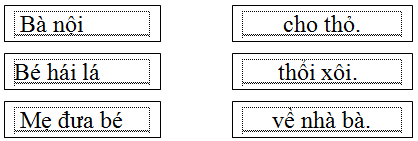 Bà nội cho thỏ.
Bé hái lá thổi xôi.
Mẹ đưa bé về nhà bà.